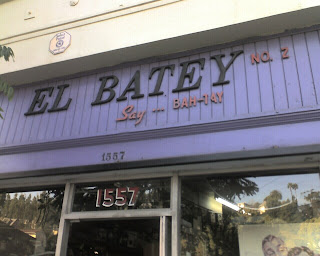 EL BATEY NO. 2
Say --- BAH-TAY
1557
1557